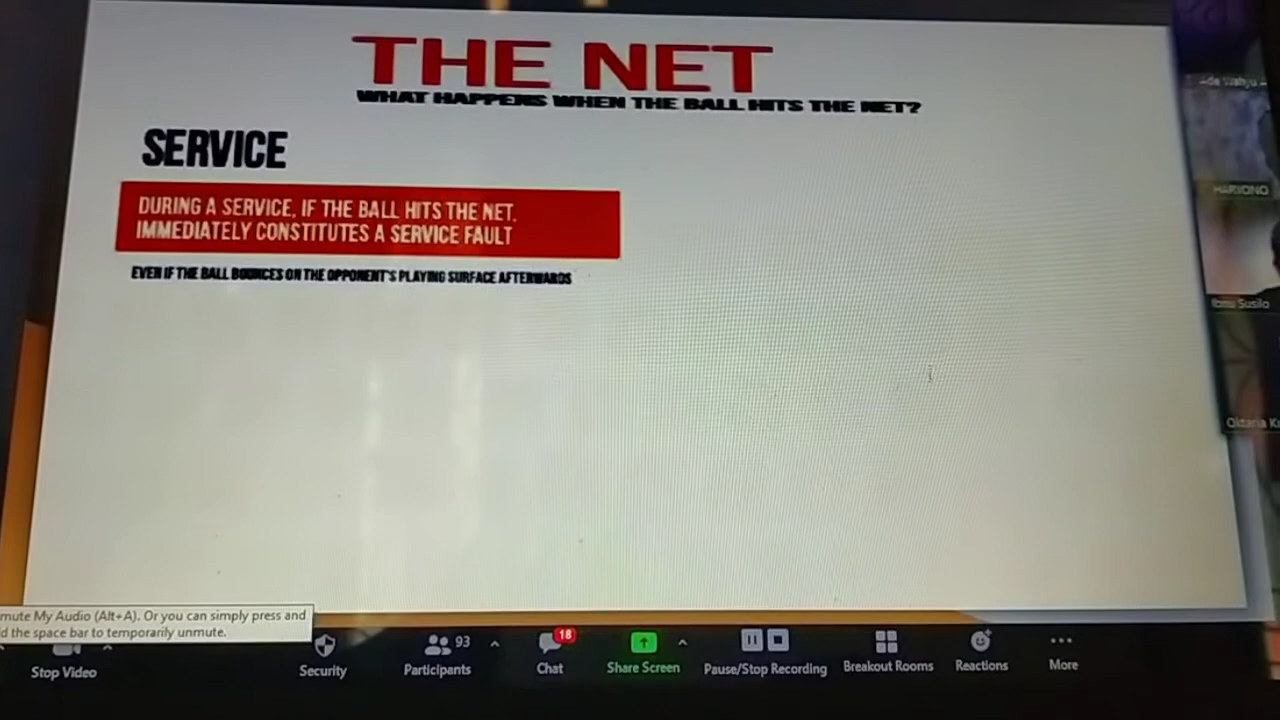 THE NET
WHAT HAPPENS WHEN THE BALL HITS THE NET?
SERVICE
DURING A SERVICE, IF THE BALL HITS THE NET,
IMMEDIATELY CONSTITUTES A SERVICE FAULT
EVEN IF THE BALL BOUNCES ON THE OPPONENT'S PLAYING SURFACE AFTERWARDS
Ade Wahyu
HARIONO
Ibnu Susilo
Oktaria
mute My Audio (Alt+A). Or you can simply press and
d the space bar to temporarily unmute.
Stop Video
Security
93
Participants
18
Chat
Share Screen
Pause/Stop Recording
Breakout Rooms
Reactions
More